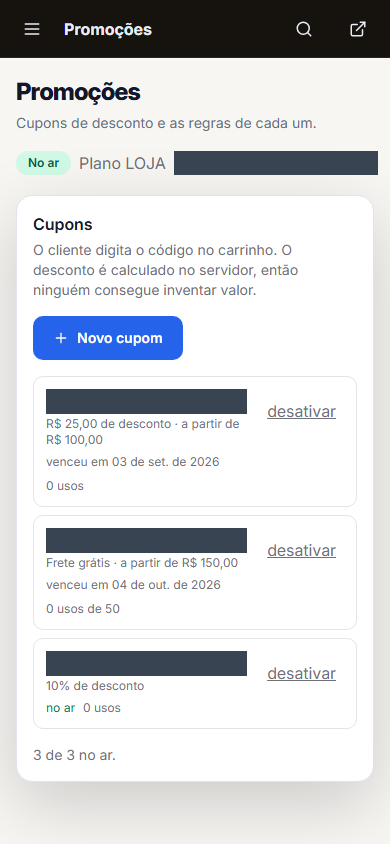 Promoções
Promoções
Cupons de desconto e as regras de cada um.
No ar Plano LOJA
Cupons
O cliente digita o código no carrinho. O
desconto é calculado no servidor, então
ninguém consegue inventar valor.
+ Novo cupom
desativar
R$ 25,00 de desconto · a partir de
R$ 100,00
venceu em 03 de set. de 2026
0 usos
desativar
Frete grátis · a partir de R$ 150,00
venceu em 04 de out. de 2026
0 usos de 50
desativar
10% de desconto
no ar 0 usos
3 de 3 no ar.